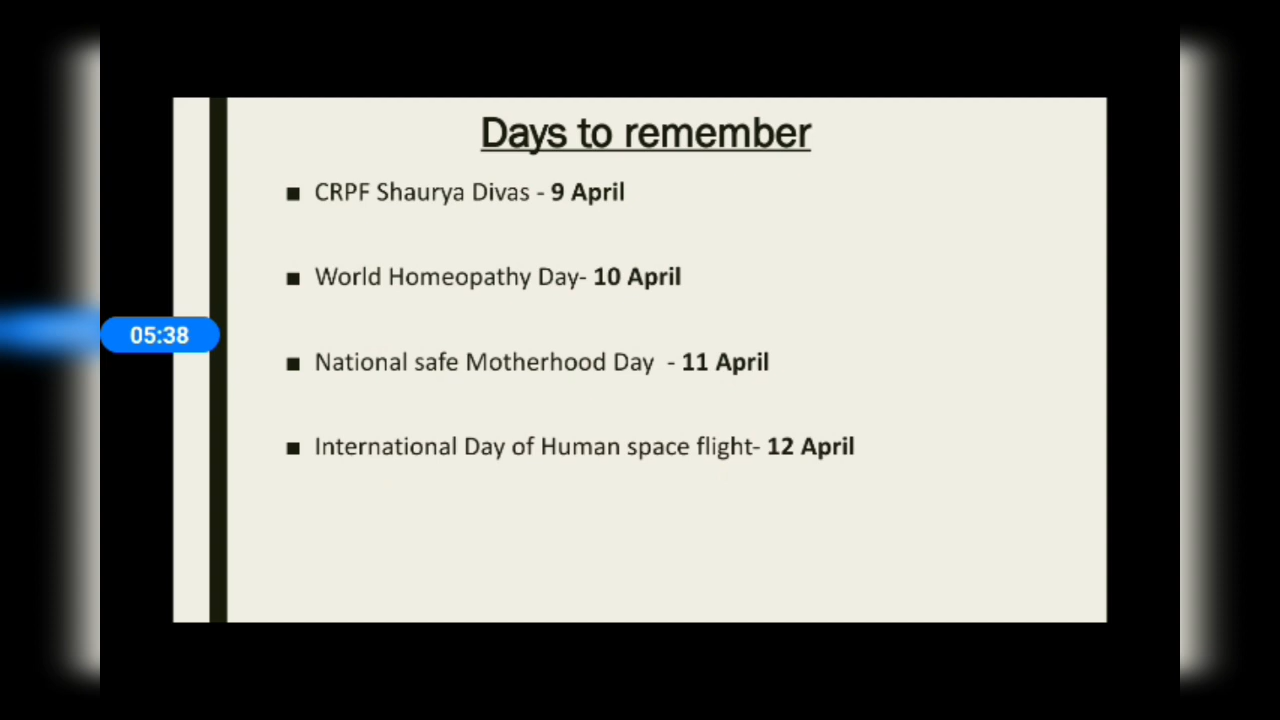 Days to remember
■ CRPF Shaurya Divas - 9 April
■ World Homeopathy Day- 10 April
05:38
■ National safe Motherhood Day  - 11 April
■ International Day of Human space flight- 12 April